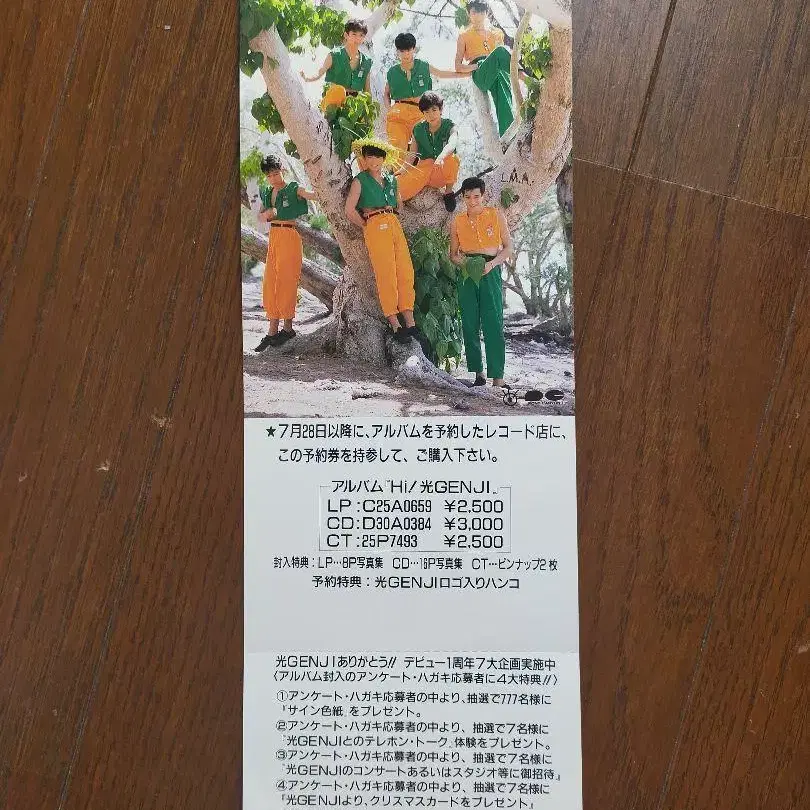 L.M.A.
★7月28日以降に、アルバムを予約したレコード店に、
この予約券を持参して、ご購入下さい。
アルバム"Hi!光GENJI"
LP:C25A0659 ¥2,500
CD:D30A0384 ¥3,000
CT:25P7493 ¥2,500
封入特典:LP…8P写真集 CD…16P写真集 CT…ピンナップ2枚
予約特典:光GENJIロゴ入りハンコ
光GENJIありがとう!! デビュー1周年7大企画実施中
〈アルバム封入のアンケート・ハガキ応募者に4大特典!!〉
①アンケート・ハガキ応募者の中より、抽選で777名様に
「サイン色紙」をプレゼント。
②アンケート・ハガキ応募者の中より、抽選で7名様に
"光GENJIとのテレホン・トーク"体験をプレゼント。
③アンケート・ハガキ応募者の中より、抽選で7名様に
"光GENJIのコンサートあるいはスタジオ等に御招待"
④アンケート・ハガキ応募者の中より、抽選で7名様に
「光GENJIより、クリスマスカードをプレゼント」